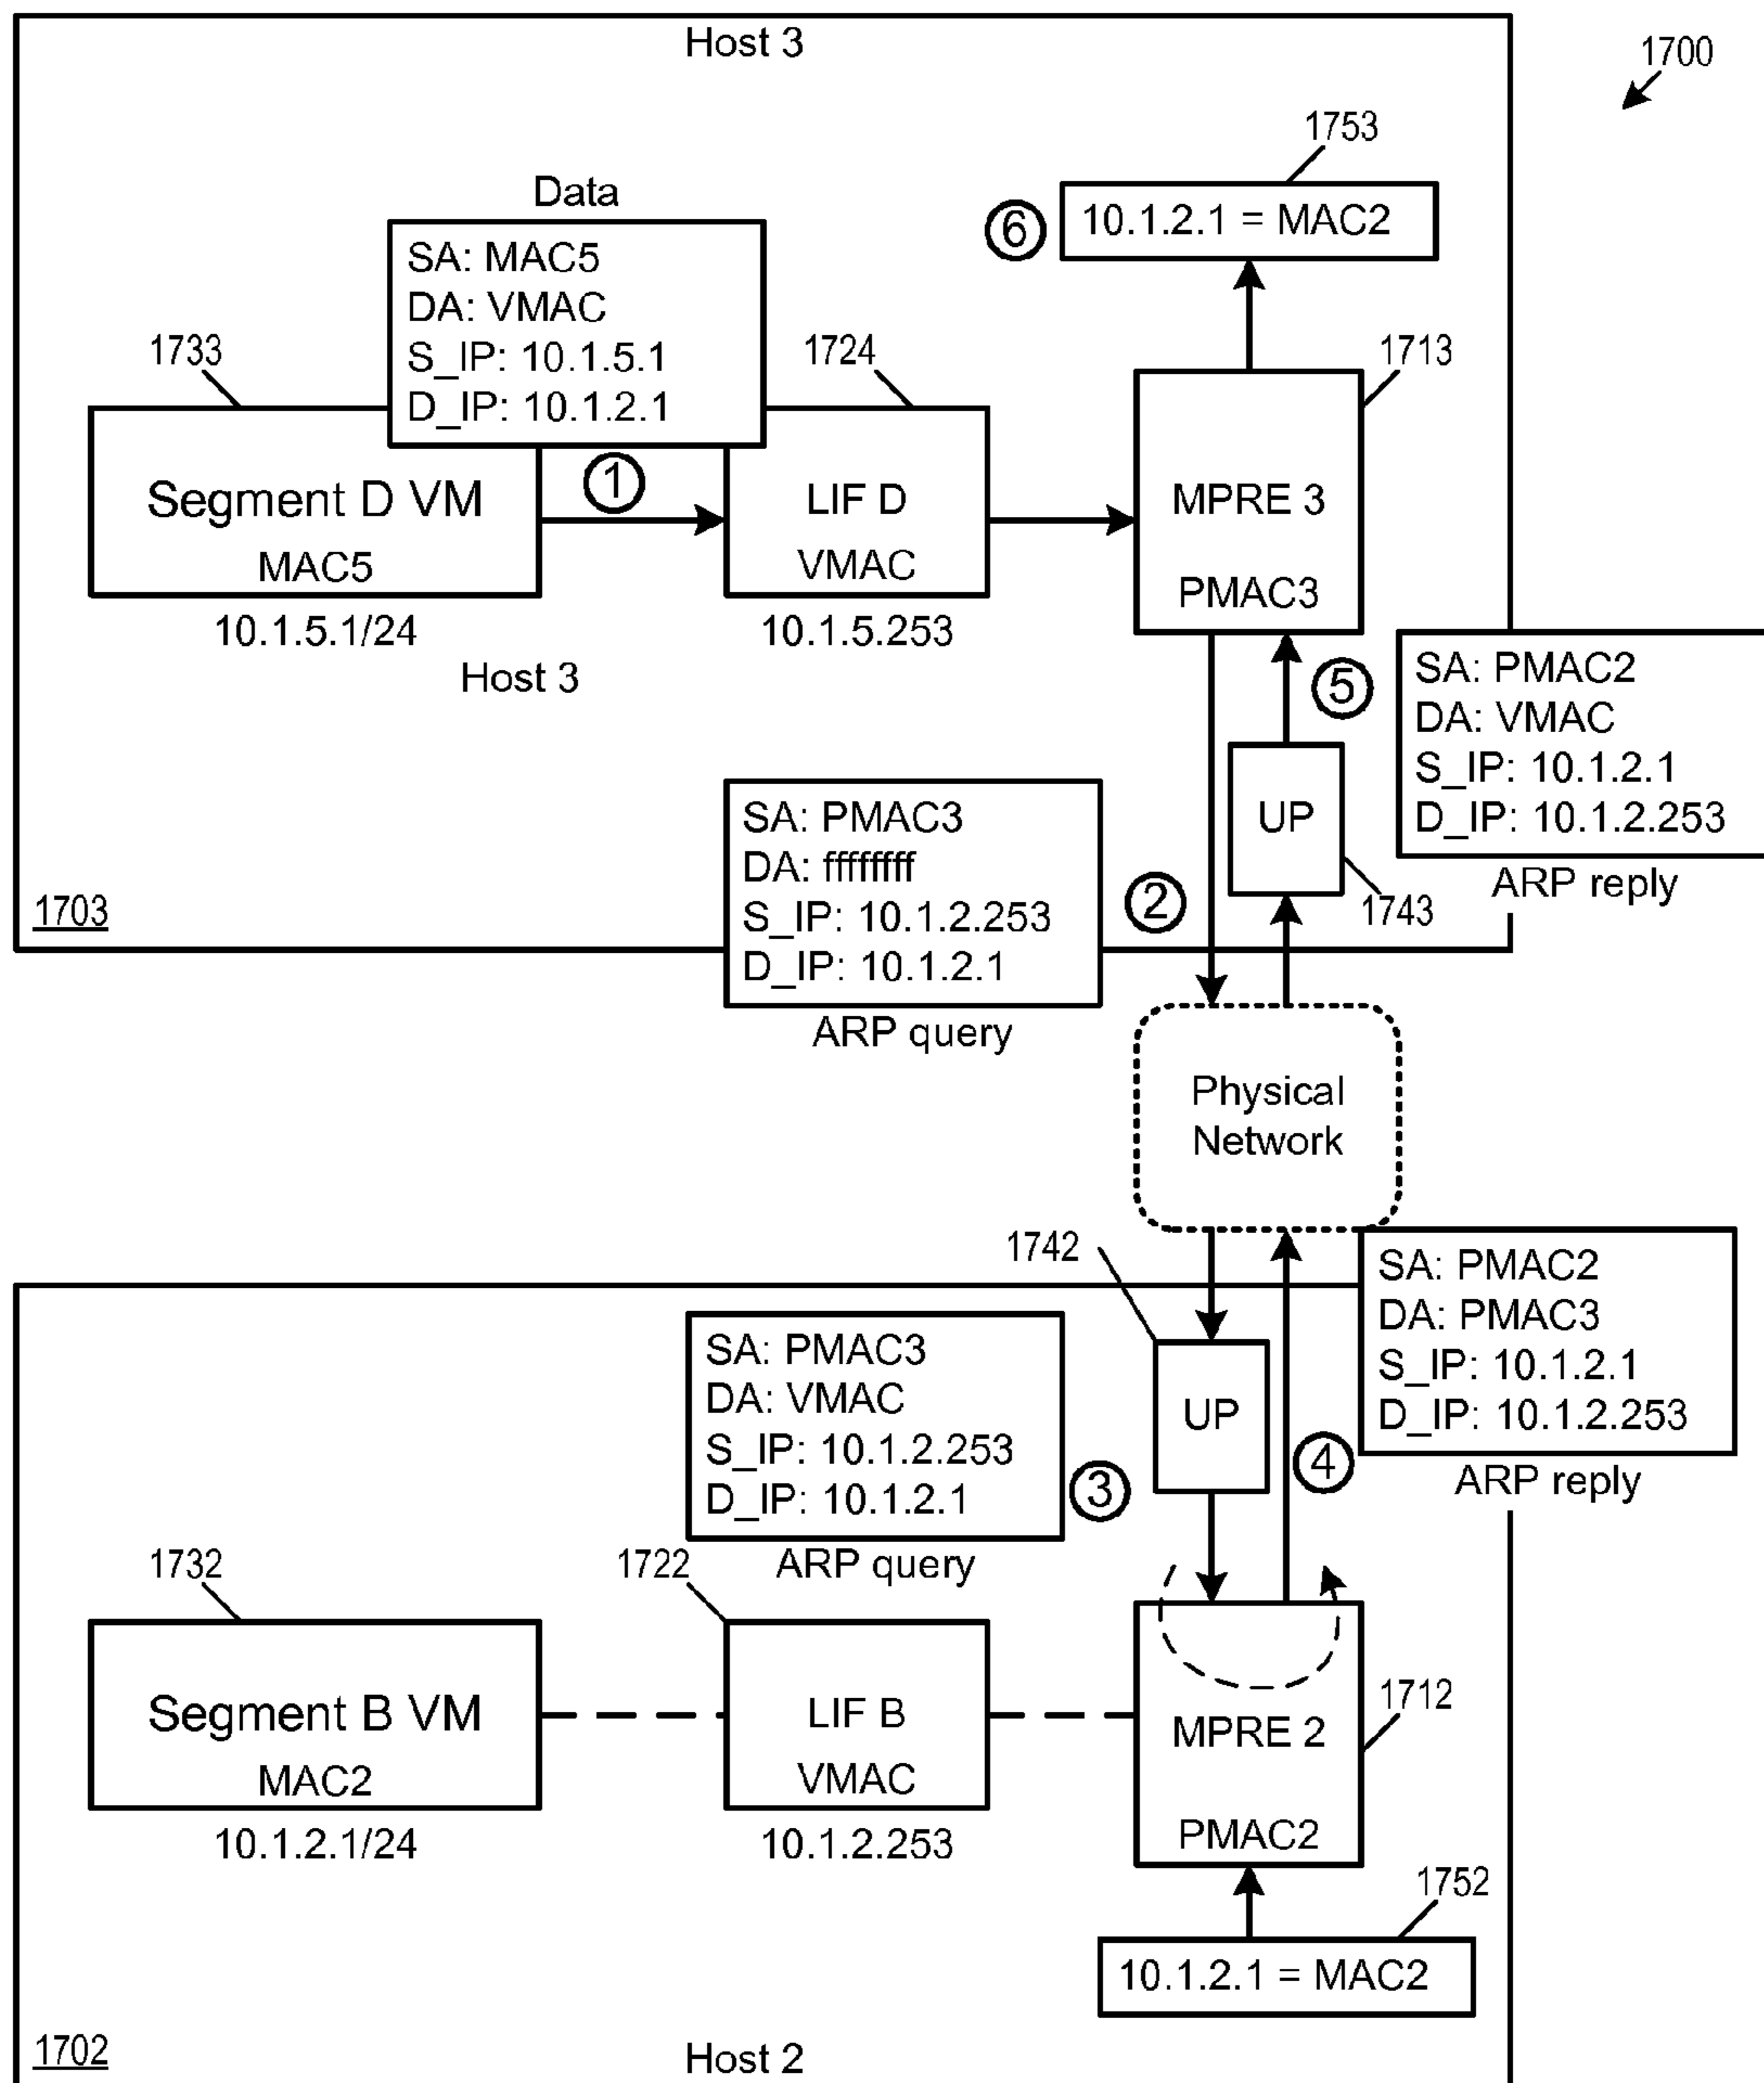 Host 3
1700
1753
10.1.2.1 = MAC2
6
Data
SA: MAC5
DA: VMAC
S_IP: 10.1.5.1
D_IP: 10.1.2.1
1733
1724
1713
Segment D VM
MAC5
10.1.5.1/24
1
LIF D
VMAC
10.1.5.253
MPRE 3
PMAC3
Host 3
5
SA: PMAC2
DA: VMAC
S_IP: 10.1.2.1
D_IP: 10.1.2.253
ARP reply
UP
1743
SA: PMAC3
DA: ffffffff
S_IP: 10.1.2.253
D_IP: 10.1.2.1
ARP query
2
1703
Physical
Network
1742
SA: PMAC2
DA: PMAC3
S_IP: 10.1.2.1
D_IP: 10.1.2.253
ARP reply
SA: PMAC3
DA: VMAC
S_IP: 10.1.2.253
D_IP: 10.1.2.1
ARP query
3
UP
4
1732
1722
Segment B VM
MAC2
10.1.2.1/24
LIF B
VMAC
10.1.2.253
MPRE 2
PMAC2
1712
1752
10.1.2.1 = MAC2
1702
Host 2